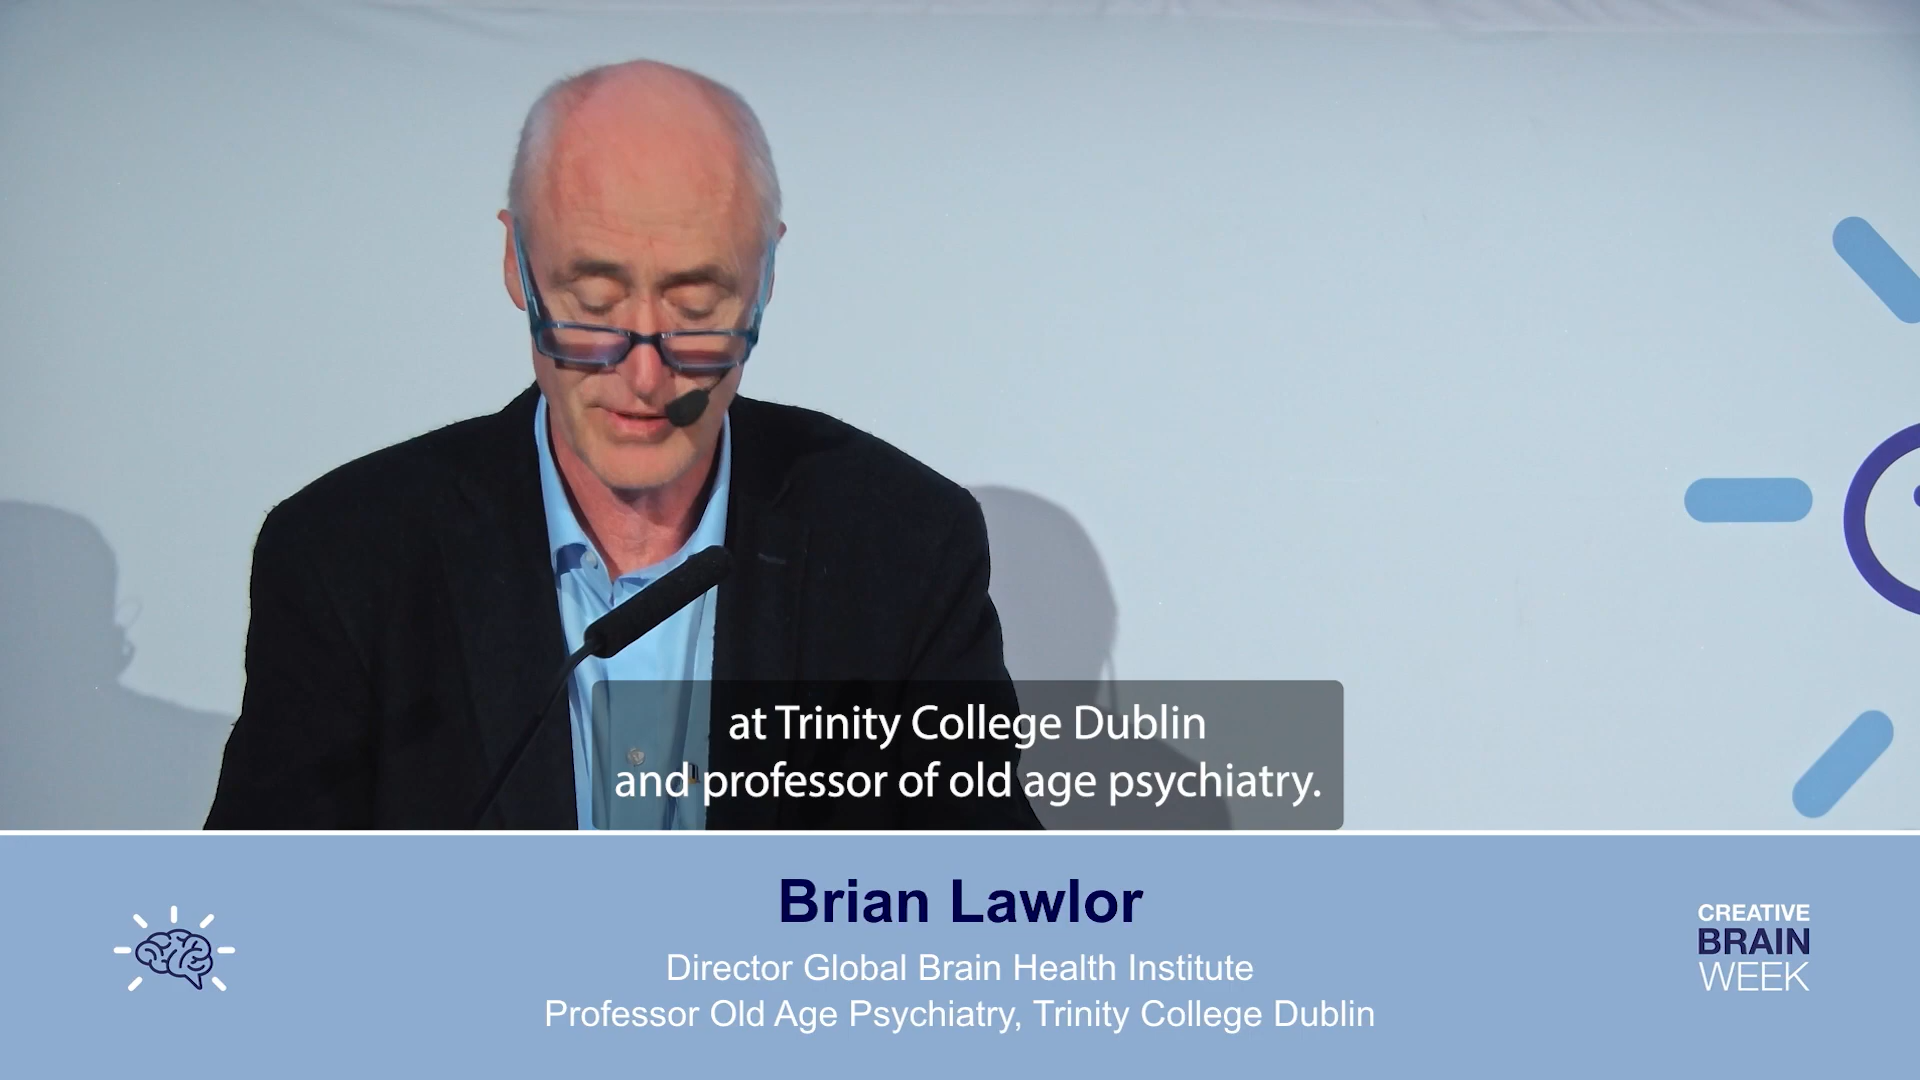 at Trinity College Dublin
and professor of old age psychiatry.
Brian Lawlor
Director Global Brain Health Institute
Professor Old Age Psychiatry, Trinity College Dublin
CREATIVE
BRAIN
WEEK